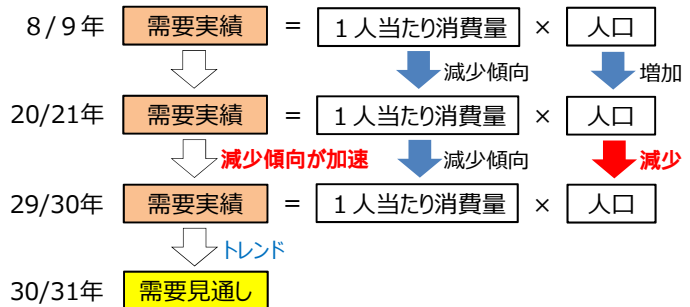 8/9年 需要実績 = 1人当たり消費量 × 人口
減少傾向 増加
20/21年 需要実績 = 1人当たり消費量 × 人口
減少傾向が加速 減少傾向 減少
29/30年 需要実績 = 1人当たり消費量 × 人口
トレンド
30/31年 需要見通し